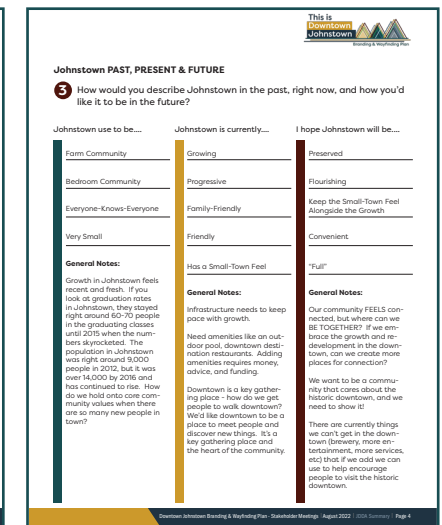 This is
Downtown
Johnstown
Branding & Wayfinding Plan
Johnstown PAST, PRESENT & FUTURE
3 How would you describe Johnstown in the past, right now, and how you'd
like it to be in the future?
Johnstown use to be....
Farm Community
Bedroom Community
Everyone-Knows-Everyone
Very Small
General Notes:
Growth in Johnstown feels
recent and fresh. If you
look at graduation rates
in Johnstown, they stayed
right around 60-70 people
in the graduating classes
until 2015 when the num-
bers skyrocketed. The
population in Johnstown
was right around 9,000
people in 2012, but it was
over 14,000 by 2016 and
has continued to rise. How
do we hold onto core com-
munity values when there
are so many new people in
town?
Johnstown is currently....
Growing
Progressive
Family-Friendly
Friendly
Has a Small-Town Feel
General Notes:
Infrastructure needs to keep
pace with growth.
Need amenities like an out-
door pool, downtown desti-
nation restaurants. Adding
amenities requires money,
advice, and funding.
Downtown is a key gather-
ing place - how do we get
people to walk downtown?
We'd like downtown to be a
place to meet people and
discover new things. It's a
key gathering place and
the heart of the community.
I hope Johnstown will be....
Preserved
Flourishing
Keep the Small-Town Feel
Alongside the Growth
Convenient
"Full"
General Notes:
Our community FEELS con-
nected, but where can we
BE TOGETHER? If we em-
brace the growth and re-
development in the down-
town, can we create more
places for connection?
We want to be a commu-
nity that cares about the
historic downtown, and we
need to show it!
There are currently things
we can't get in the down-
town (brewery, more en-
tertainment, more services,
etc) that if we add we can
use to help encourage
people to visit the historic
downtown.
Downtown Johnstown Branding & Wayfinding Plan - Stakeholder Meetings | August 2022 | Summary | Page 4